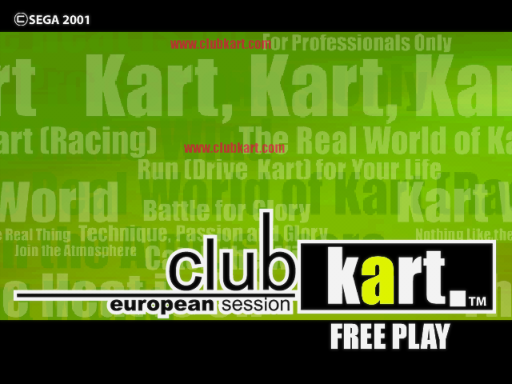 ©SEGA 2001
www.clubkart.com
For Professionals Only
Kart, Kart, Kar
art (Racing)
www.clubkart.com
The Real World of Ka
Run (Drive Kart) for Your Life
World
Battle for Glory
Kart W
Real Thing
Technique, Passion and Glory
Nothing Like the
Join the Atmosphere
club kart.™
european session
FREE PLAY